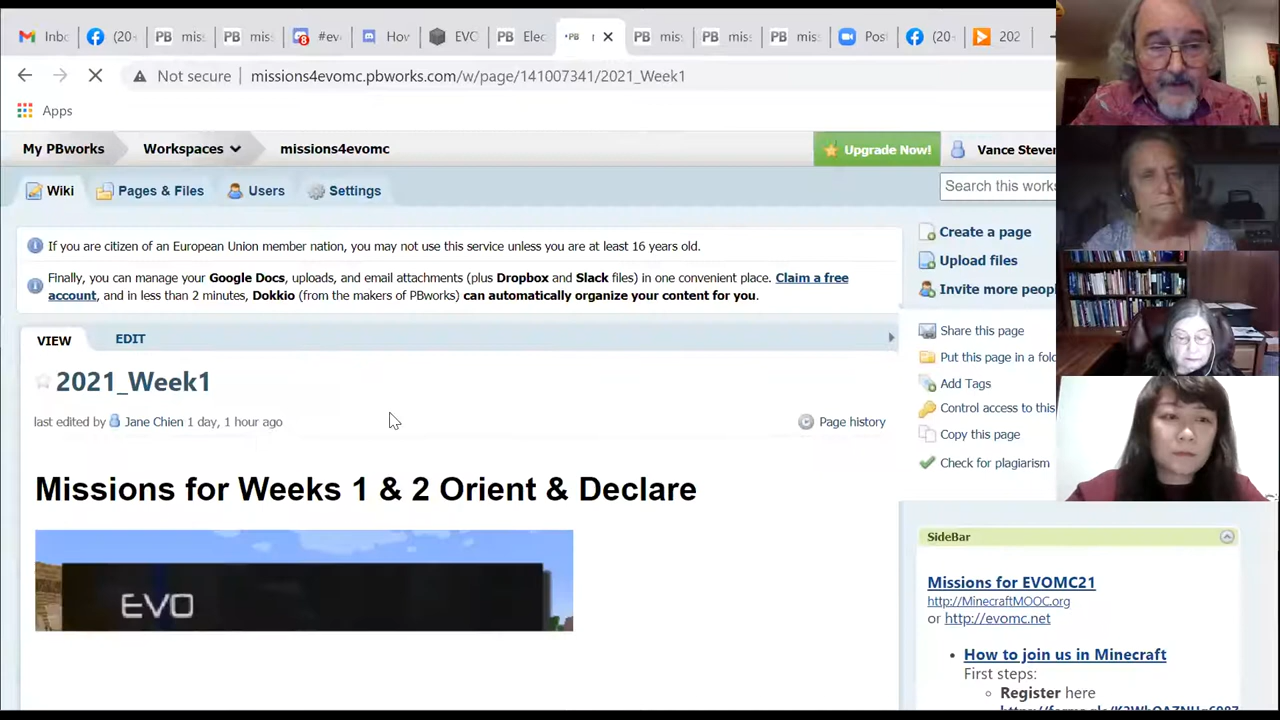 Inbo
(20
PB mis
PB mis
#ev
Hov
EVO
PB Elec
PB
PB mis
PB mis
PB mis
Pos
(20
202
Not secure missions4evomc.pbworks.com/w/page/141007341/2021_Week1
Apps
My PBworks Workspaces missions4evomc
Upgrade Now! Vance Steven
Wiki Pages & Files Users Settings
Search this works
If you are citizen of an European Union member nation, you may not use this service unless you are at least 16 years old.
Finally, you can manage your Google Docs, uploads, and email attachments (plus Dropbox and Slack files) in one convenient place. Claim a free
account, and in less than 2 minutes, Dokkio (from the makers of PBworks) can automatically organize your content for you.
VIEW EDIT
2021_Week1
last edited by Jane Chien 1 day, 1 hour ago
Page history
Missions for Weeks 1 & 2 Orient & Declare
EVO
Create a page
Upload files
Invite more peopl
Share this page
Put this page in a fold
Add Tags
Control access to this
Copy this page
Check for plagiarism
SideBar
Missions for EVOMC21
http://MinecraftMOOC.org
or http://evomc.net
How to join us in Minecraft
First steps:
Register here